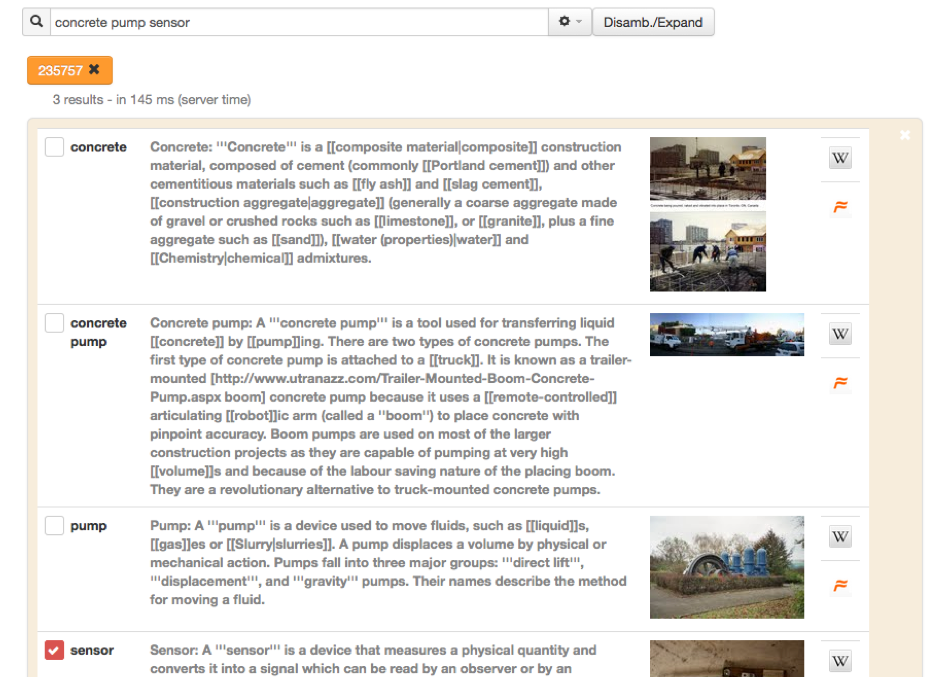 concrete pump sensor
Disamb./Expand
235757 ✖
3 results - in 145 ms (server time)
concrete
Concrete: '''Concrete''' is a [[composite material|composite]] construction
material, composed of cement (commonly [[Portland cement]]) and other
cementitious materials such as [[fly ash]] and [[slag cement]],
[[construction aggregate|aggregate]] (generally a coarse aggregate made
of gravel or crushed rocks such as [[limestone]], or [[granite]], plus a fine
aggregate such as [[sand]]), [[water (properties)|water]] and
[[Chemistry|chemical]] admixtures.
W
concrete
pump
Concrete pump: A '''concrete pump''' is a tool used for transferring liquid
[[concrete]] by [[pump]]ing. There are two types of concrete pumps. The
first type of concrete pump is attached to a [[truck]]. It is known as a trailer-
mounted [http://www.utranazz.com/Trailer-Mounted-Boom-Concrete-
Pump.aspx boom] concrete pump because it uses a [[remote-controlled]]
articulating [[robot]]ic arm (called a ''boom'') to place concrete with
pinpoint accuracy. Boom pumps are used on most of the larger
construction projects as they are capable of pumping at very high
[[volume]]s and because of the labour saving nature of the placing boom.
They are a revolutionary alternative to truck-mounted concrete pumps.
W
pump
Pump: A '''pump''' is a device used to move fluids, such as [[liquid]]s,
[[gas]]es or [[Slurry|slurries]]. A pump displaces a volume by physical or
mechanical action. Pumps fall into three major groups: '''direct lift''',
'''displacement''', and '''gravity''' pumps. Their names describe the method
for moving a fluid.
W
sensor
Sensor: A '''sensor''' is a device that measures a physical quantity and
converts it into a signal which can be read by an observer or by an
W